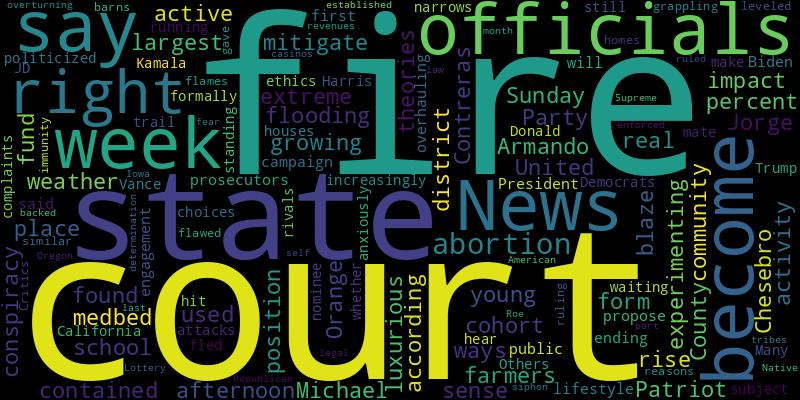 overturning
barns
established
narrows
still
grappling
leveled
say
active
fire
officials
first
revenues
running
gave
casinos
month
homes
largest
mitigate
theories
overhauling
law
ruled
make
Biden
politicized
Kamala
JD
right
flames
ethics
Harris
will
impact
formally
extreme
Sunday
Contreras
percent
immunity
trail
fear
flooding
Party
Supreme
Jorge
fund
week
houses
standing
growing
Donald
real
enforced
mate
complaints
campaign
Armando
district
United
weather
Iowa
Vance
prosecutors
increasingly
President
Democrats
Trump
said
state
News
blaze
community
become
backed
choices
rivals
anxiously
place
similar
determination
engagement
flawed
self
abortion
experimenting
tribes
Oregon
American
activity
conspiracy
Critics
court
found
hit
nominee
whether
Orange
luxurious
according
young
waiting
form
County
Chesebro
Many
medbed
last
used
position
Roe
ruling
propose
California
attacks
cohort
hear
part
school
fled
legal
ways
public
ending
rise
reasons
Native
Lottery
Republican
Others
farmers
contained
afternoon
Michael
sense
siphon
lifestyle
Patriot
subject